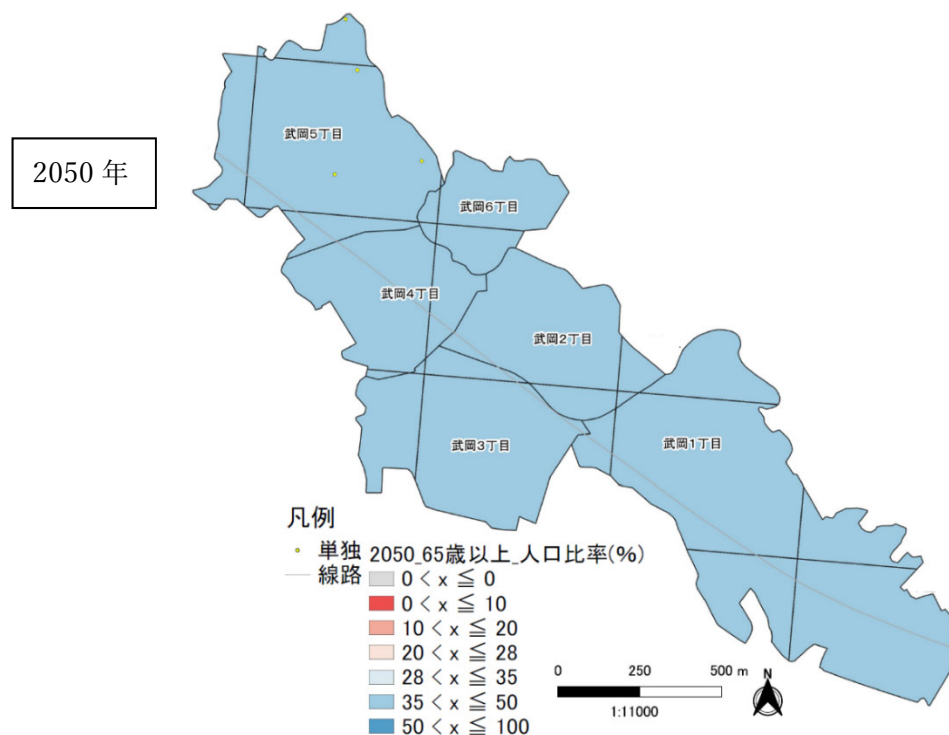 2050 年
武岡5丁目
武岡6丁目
武岡4丁目
武岡2丁目
武岡3丁目
武岡1丁目
凡例
単独
線路
2050_65歳以上_人口比率(%)
0 < x ≦ 0
0 < x ≦ 10
10 < x ≦ 20
20 < x ≦ 28
28 < x ≦ 35
35 < x ≦ 50
50 < x ≦ 100
0 250 500 m
1:11000
N